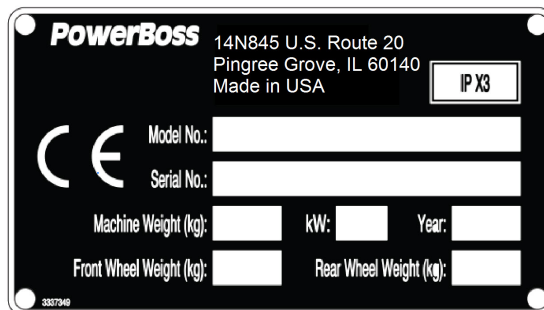 PowerBoss
14N845 U.S. Route 20
Pingree Grove, IL 60140
Made in USA
IP X3
CE
Model No.:
Serial No.:
Machine Weight (kg):
kW:
Year:
Front Wheel Weight (kg):
Rear Wheel Weight (kg):
3337349